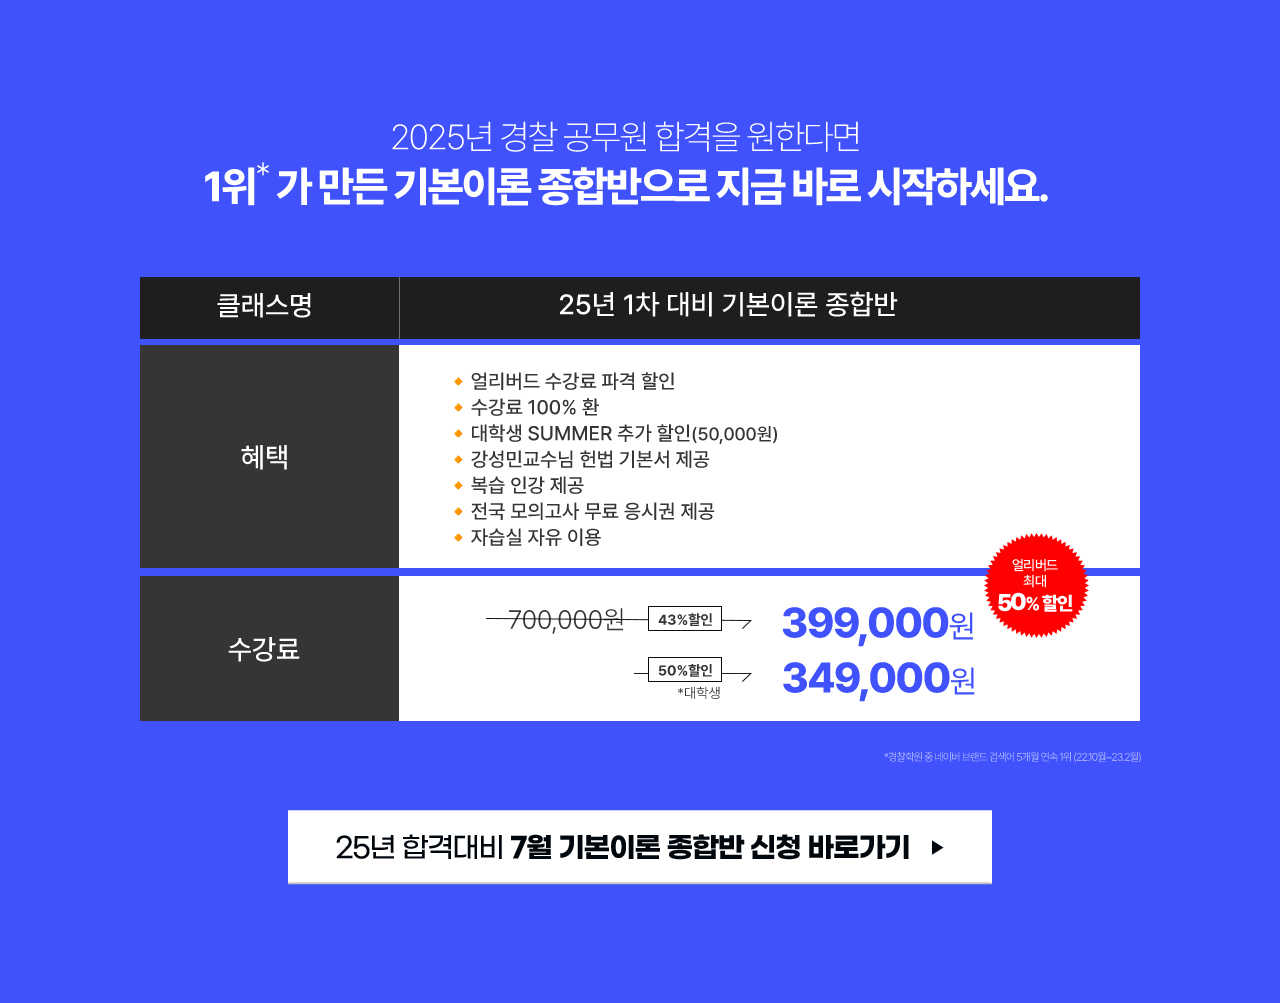 2025년 경찰 공무원 합격을 원한다면
1위* 가 만든 기본이론 종합반으로 지금 바로 시작하세요.
클래스명
25년 1차 대비 기본이론 종합반
혜택
🔸얼리버드 수강료 파격 할인
🔸수강료 100% 환
🔸대학생 SUMMER 추가 할인(50,000원)
🔸강성민교수님 헌법 기본서 제공
🔸복습 인강 제공
🔸전국 모의고사 무료 응시권 제공
🔸자습실 자유 이용
얼리버드
최대
50% 할인
수강료
700,000원 43%할인 399,000원
50%할인 349,000원
*대학생
*경찰학원 중 네이버 브랜드 검색어 5개월 연속 1위 (22.10월~23.2월)
25년 합격대비 7월 기본이론 종합반 신청 바로가기 ▶